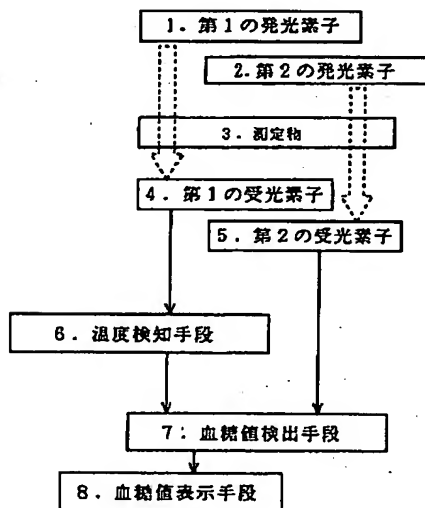 1. 第1の発光素子
2. 第2の発光素子
3. 測定物
4. 第1の受光素子
5. 第2の受光素子
6. 温度検知手段
7: 血糖値検出手段
8. 血糖値表示手段